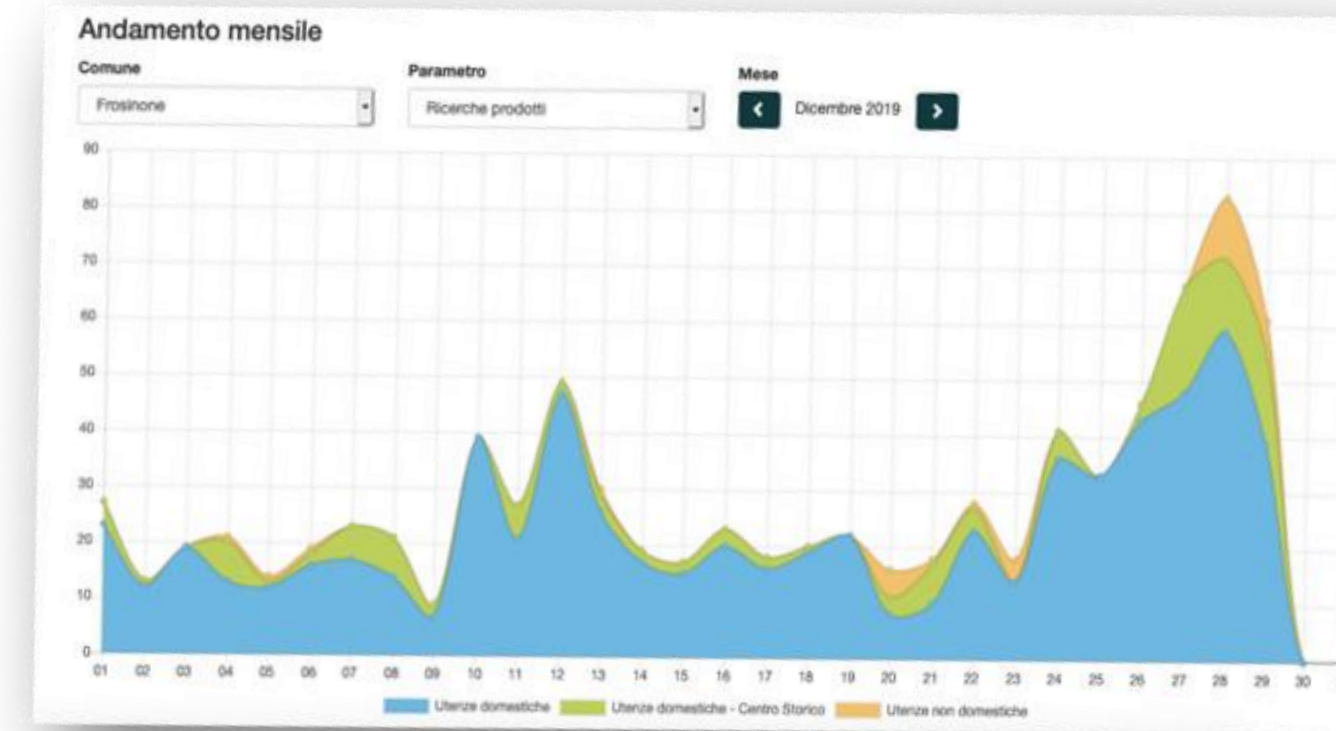 Andamento mensile
Comune Parametro Mese
Frosinone Ricerche prodotti Dicembre 2019
90
80
70
60
50
40
30
20
10
0
01 02 03 04 05 06 07 08 09 10 11 12 13 14 15 16 17 18 19 20 21 22 23 24 25 26 27 28 29 30
Utenze domestiche Utenze domestiche - Centro Storico Utenze non domestiche